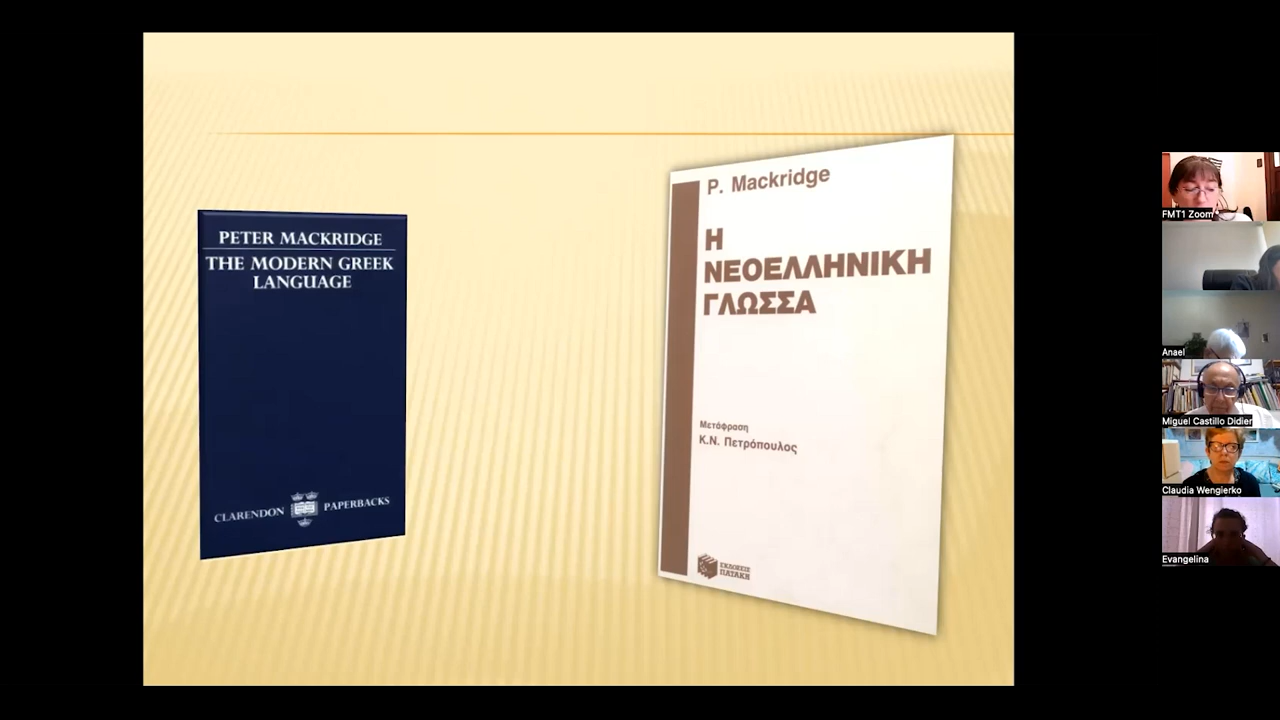 PETER MACKRIDGE
THE MODERN GREEK
LANGUAGE
CLARENDON PAPERBACKS
P. Mackridge
Η
ΝΕΟΕΛΛΗΝΙΚΗ
ΓΛΩΣΣΑ
Μετάφραση
Κ.Ν. Πετρόπουλος
ΕΚΔΟΣΕΙΣ
ΠΑΤΑΚΗ
FMT1 Zoom
Anael
Miguel Castillo Didier
Claudia Wengierko
Evangelina